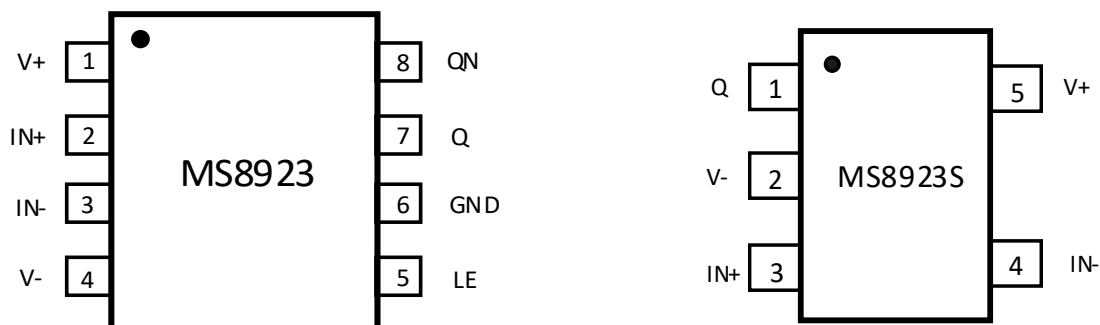 V+ 1 8 QN
IN+ 2 7 Q
MS8923
IN- 3 6 GND
V- 4 5 LE
Q 1 5 V+
V- 2
MS8923S
IN+ 3 4 IN-